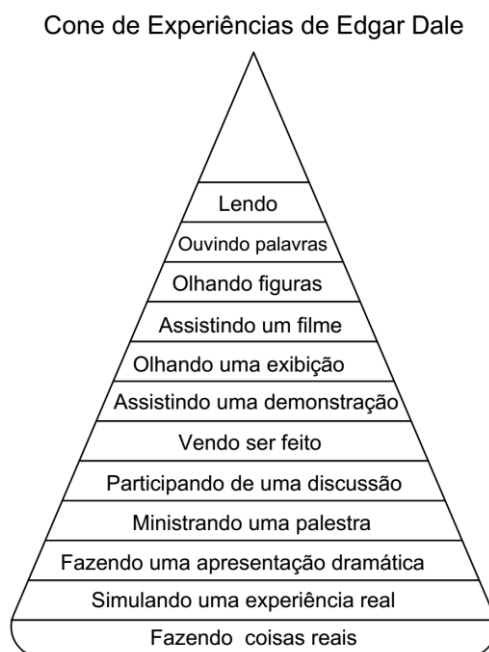 Cone de Experiências de Edgar Dale
Lendo
Ouvindo palavras
Olhando figuras
Assistindo um filme
Olhando uma exibição
Assistindo uma demonstração
Vendo ser feito
Participando de uma discussão
Ministrando uma palestra
Fazendo uma apresentação dramática
Simulando uma experiência real
Fazendo coisas reais